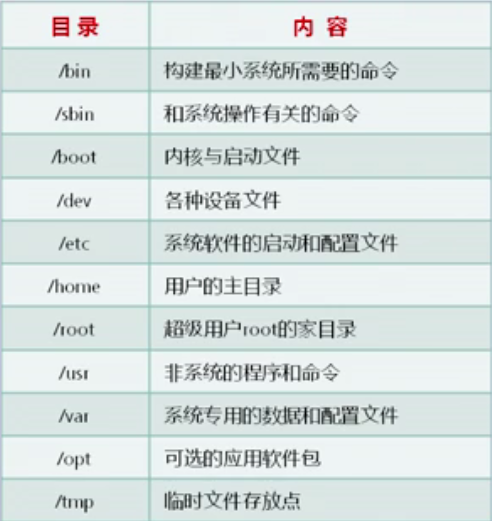 目录 内容
/bin 构建最小系统所需要的命令
/sbin 和系统操作有关的命令
/boot 内核与启动文件
/dev 各种设备文件
/etc 系统软件的启动和配置文件
/home 用户的主目录
/root 超级用户root的家目录
/usr 非系统的程序和命令
/var 系统专用的数据和配置文件
/opt 可选的应用软件包
/tmp 临时文件存放点